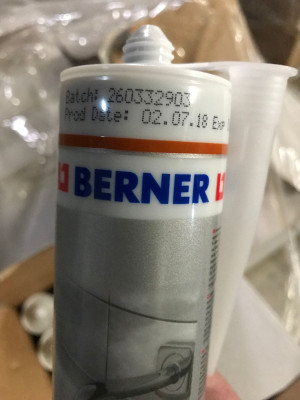 Batch: 260332903
Prod Date: 02.07.18 Exp
BERNER